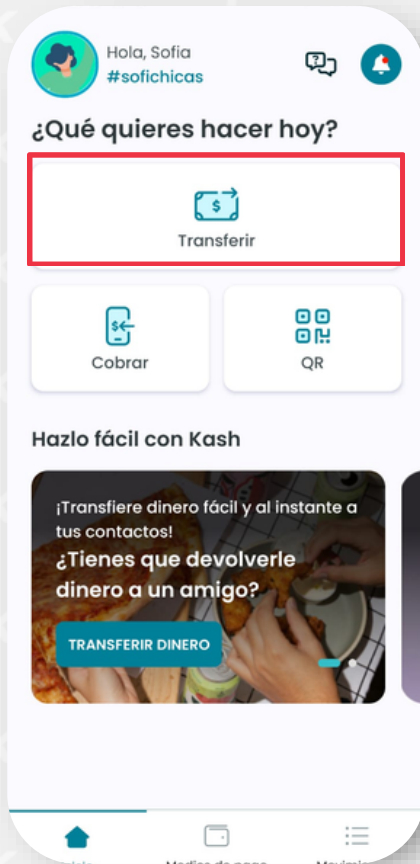 Hola, Sofia
#sofichicas
¿Qué quieres hacer hoy?
Transferir
Cobrar
QR
Hazlo fácil con Kash
¡Transfiere dinero fácil y al instante a
tus contactos!
¿Tienes que devolverle
dinero a un amigo?
TRANSFERIR DINERO